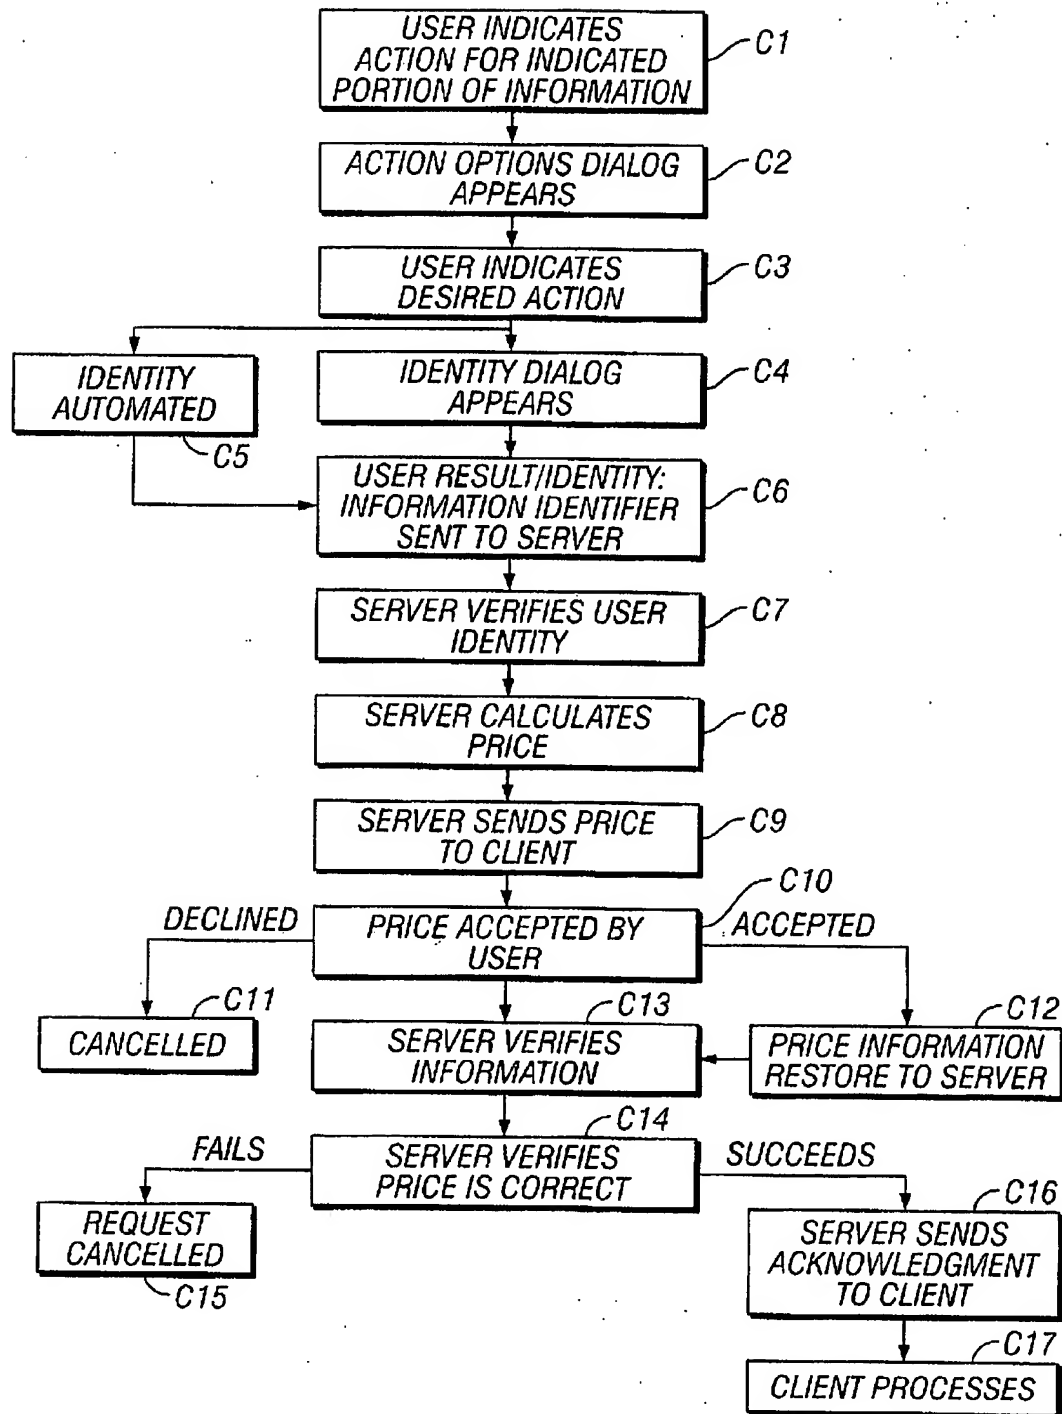 USER INDICATES
ACTION FOR INDICATED
PORTION OF INFORMATION
C1
ACTION OPTIONS DIALOG
APPEARS
C2
USER INDICATES
DESIRED ACTION
C3
IDENTITY
AUTOMATED
C5
IDENTITY DIALOG
APPEARS
C4
USER RESULT/IDENTITY:
INFORMATION IDENTIFIER
SENT TO SERVER
C6
SERVER VERIFIES USER
IDENTITY
C7
SERVER CALCULATES
PRICE
C8
SERVER SENDS PRICE
TO CLIENT
C9
C10
DECLINED
PRICE ACCEPTED BY
USER
ACCEPTED
C11
CANCELLED
C13
SERVER VERIFIES
INFORMATION
C12
PRICE INFORMATION
RESTORE TO SERVER
C14
FAILS
SERVER VERIFIES
PRICE IS CORRECT
SUCCEEDS
REQUEST
CANCELLED
C15
C16
SERVER SENDS
ACKNOWLEDGMENT
TO CLIENT
C17
CLIENT PROCESSES